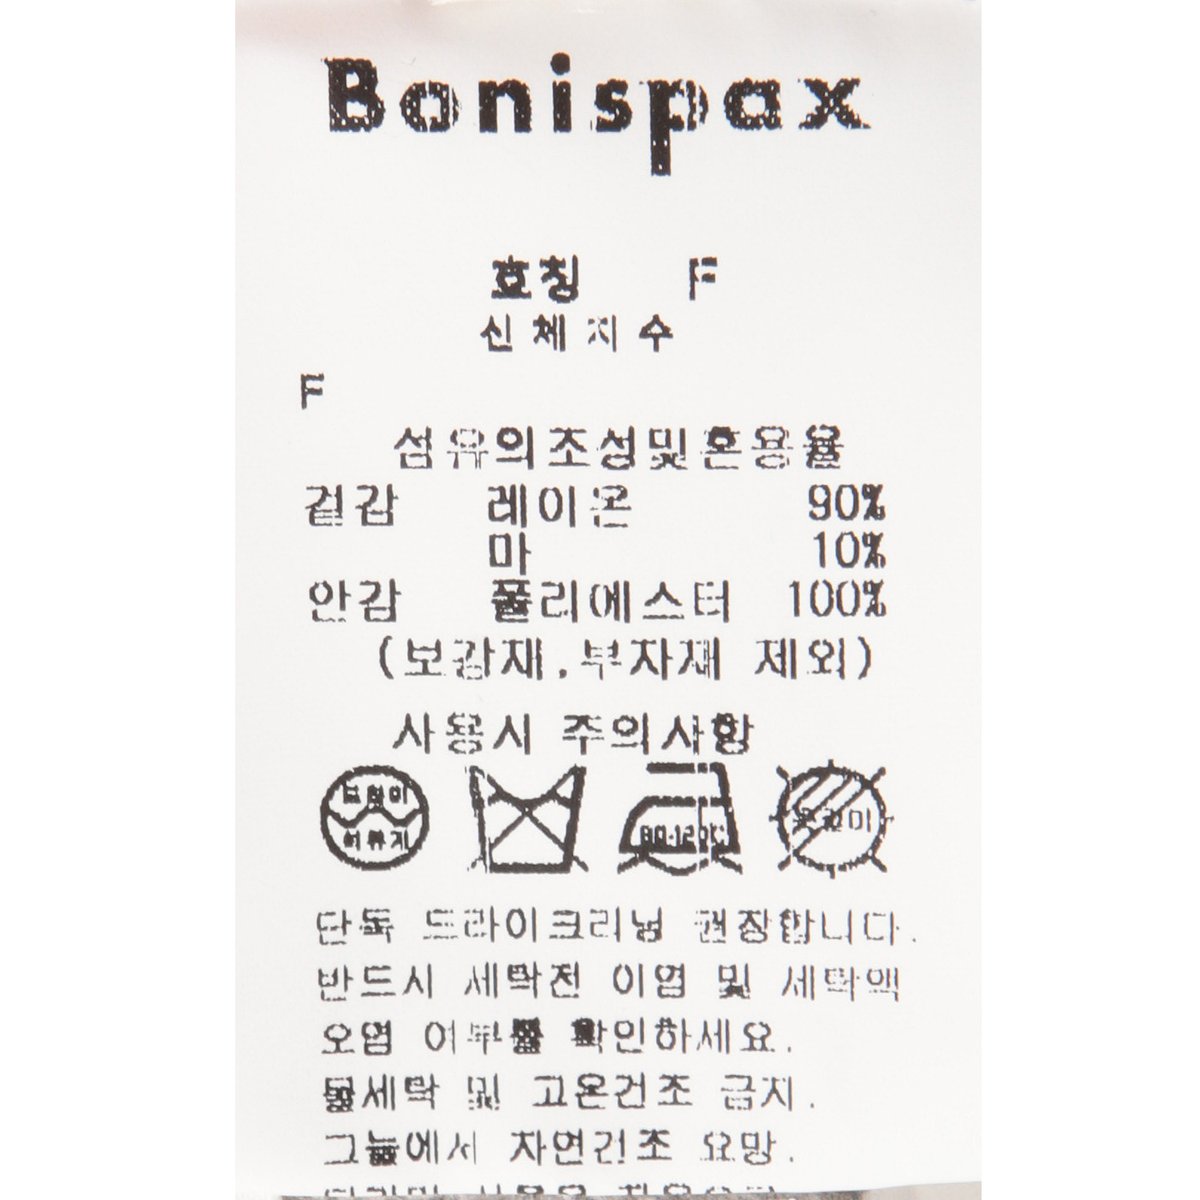 Bonispax
호칭 F
신체치수
F
섬유의조성및혼용율
겉감 레이온 90%
마 10%
안감 폴리에스터 100%
(보강재,부자재 제외)
사용시 주의사항
드라이
80-120℃
단독 드라이크리닝 권장합니다.
반드시 세탁전 이염 및 세탁액
오염 여부를 확인하세요.
물세탁 및 고온건조 금지.
그늘에서 자연건조 요망.